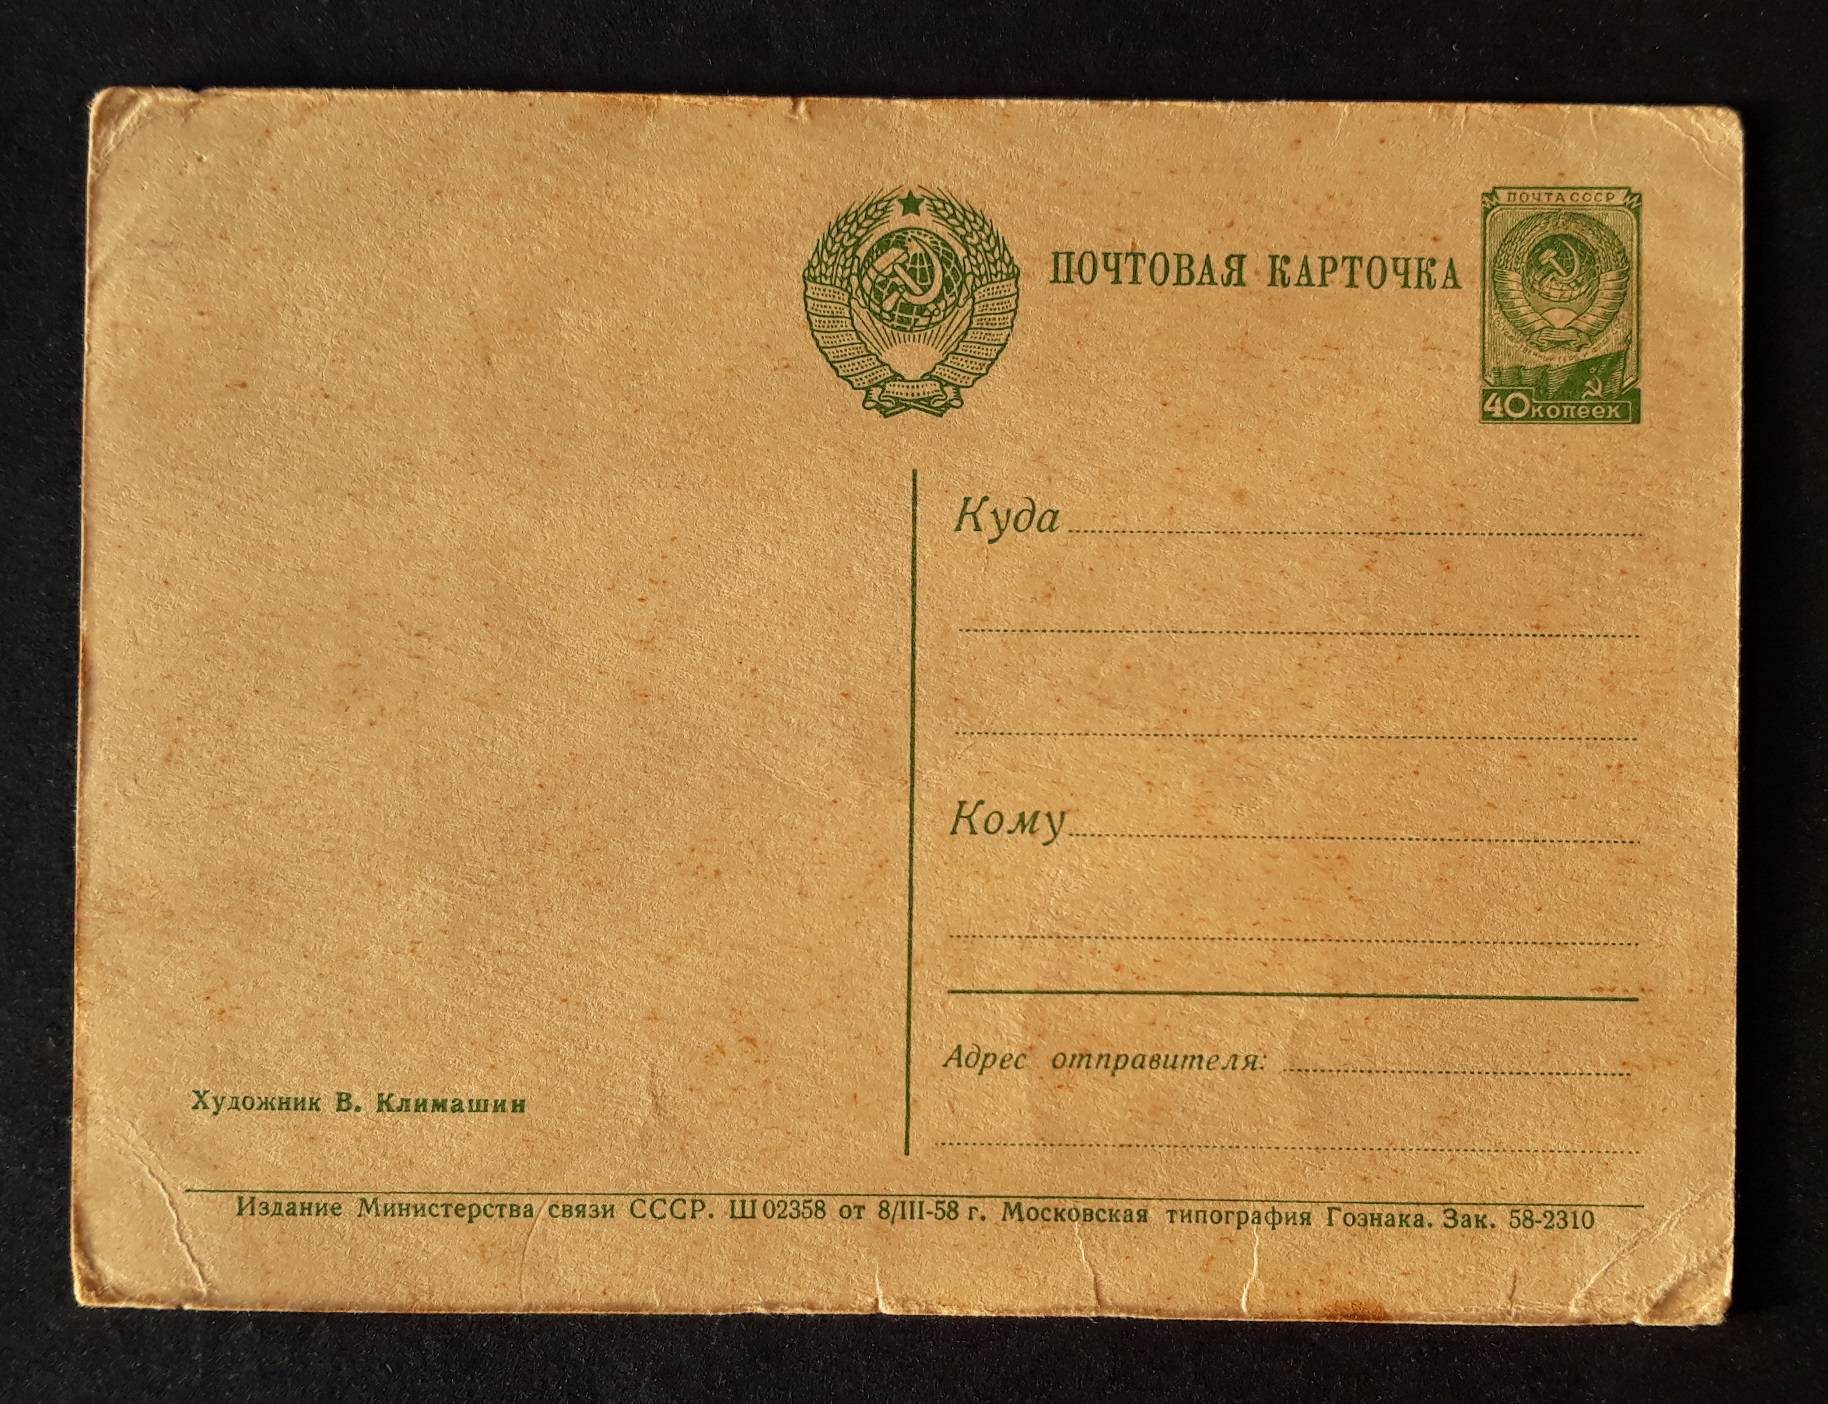 ПОЧТА СССР
ПОЧТОВАЯ КАРТОЧКА
40 КОПЕЕК
Куда
Кому
Адрес отправителя:
Художник В. Климашин
Издание Министерства связи СССР. Ш 02358 от 8/III-58 г. Московская типография Гознака. Зак. 58-2310